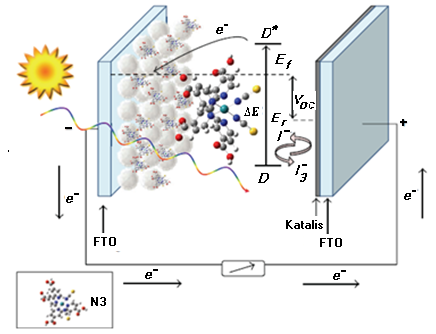 e⁻
D*
E_f
V_oc
ΔE
E_r
I⁻
I₃⁻
D
−
+
e⁻
e⁻
Katalis
FTO
FTO
e⁻
e⁻
N3